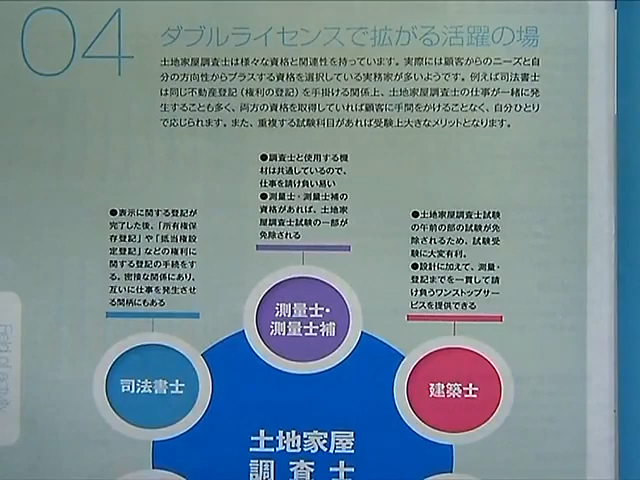 04
ダブルライセンスで拡がる活躍の場
土地家屋調査士は様々な資格と関連性を持っています。実際には顧客からのニーズと自
分の方向性からプラスする資格を選択している実務家が多いようです。例えば司法書士
は同じ不動産登記(権利の登記)を手掛ける関係上、土地家屋調査士の仕事が一緒に発
生することも多く、両方の資格を取得していれば顧客に手間をかけることなく、自分ひとり
で応じられます。また、重複する試験科目があれば受験上大きなメリットとなります。
●調査士と使用する機
材は共通しているので、
仕事を請け負い易い
●測量士・測量士補の
資格があれば、土地家
屋調査士試験の一部が
免除される
●表示に関する登記が
完了した後、「所有権保
存登記」や「抵当権設
定登記」などの権利に
関する登記の手続をす
る。密接な関係にあり、
互いに仕事を発生させ
る間柄にもある
●土地家屋調査士試験
の午前の部の試験が免
除されるため、試験受
験に大変有利。
●設計に加えて、測量・
登記までを一貫して請
け負うワンストップサー
ビスを提供できる
測量士・
測量士補
司法書士
建築士
土地家屋
調査士